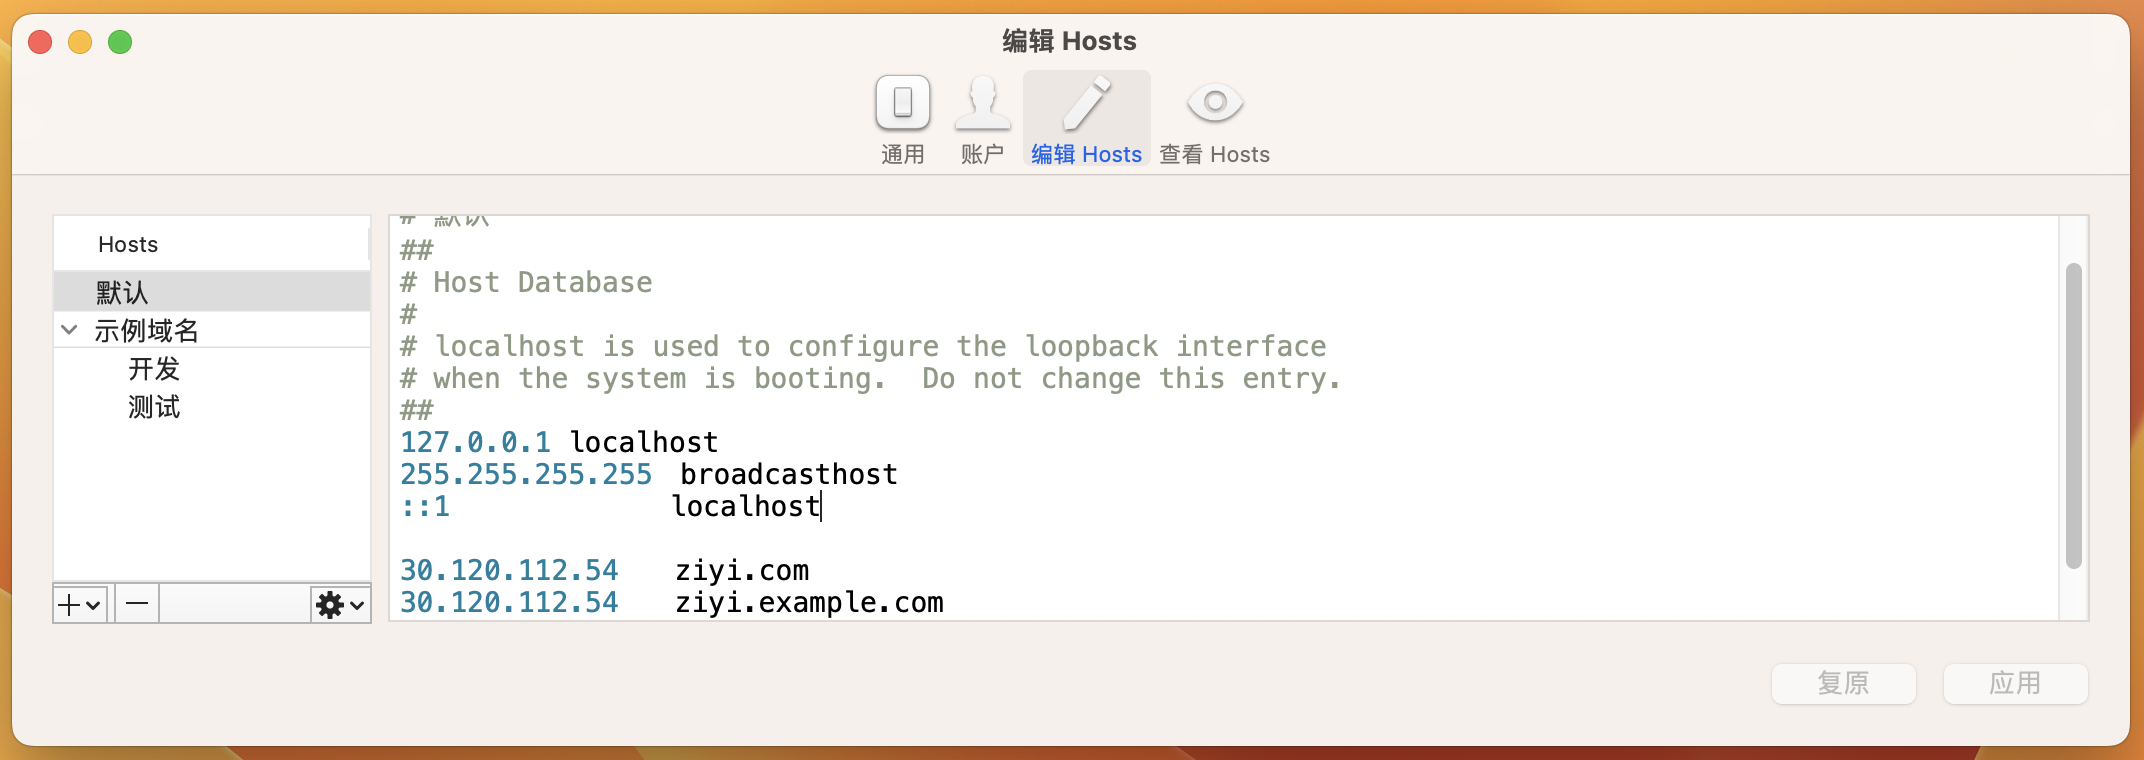 编辑 Hosts
通用 账户 编辑 Hosts 查看 Hosts
Hosts
默认
示例域名
开发
测试
# 默认
##
# Host Database
#
# localhost is used to configure the loopback interface
# when the system is booting.  Do not change this entry.
##
127.0.0.1 localhost
255.255.255.255 broadcasthost
::1 localhost
30.120.112.54 ziyi.com
30.120.112.54 ziyi.example.com
复原 应用